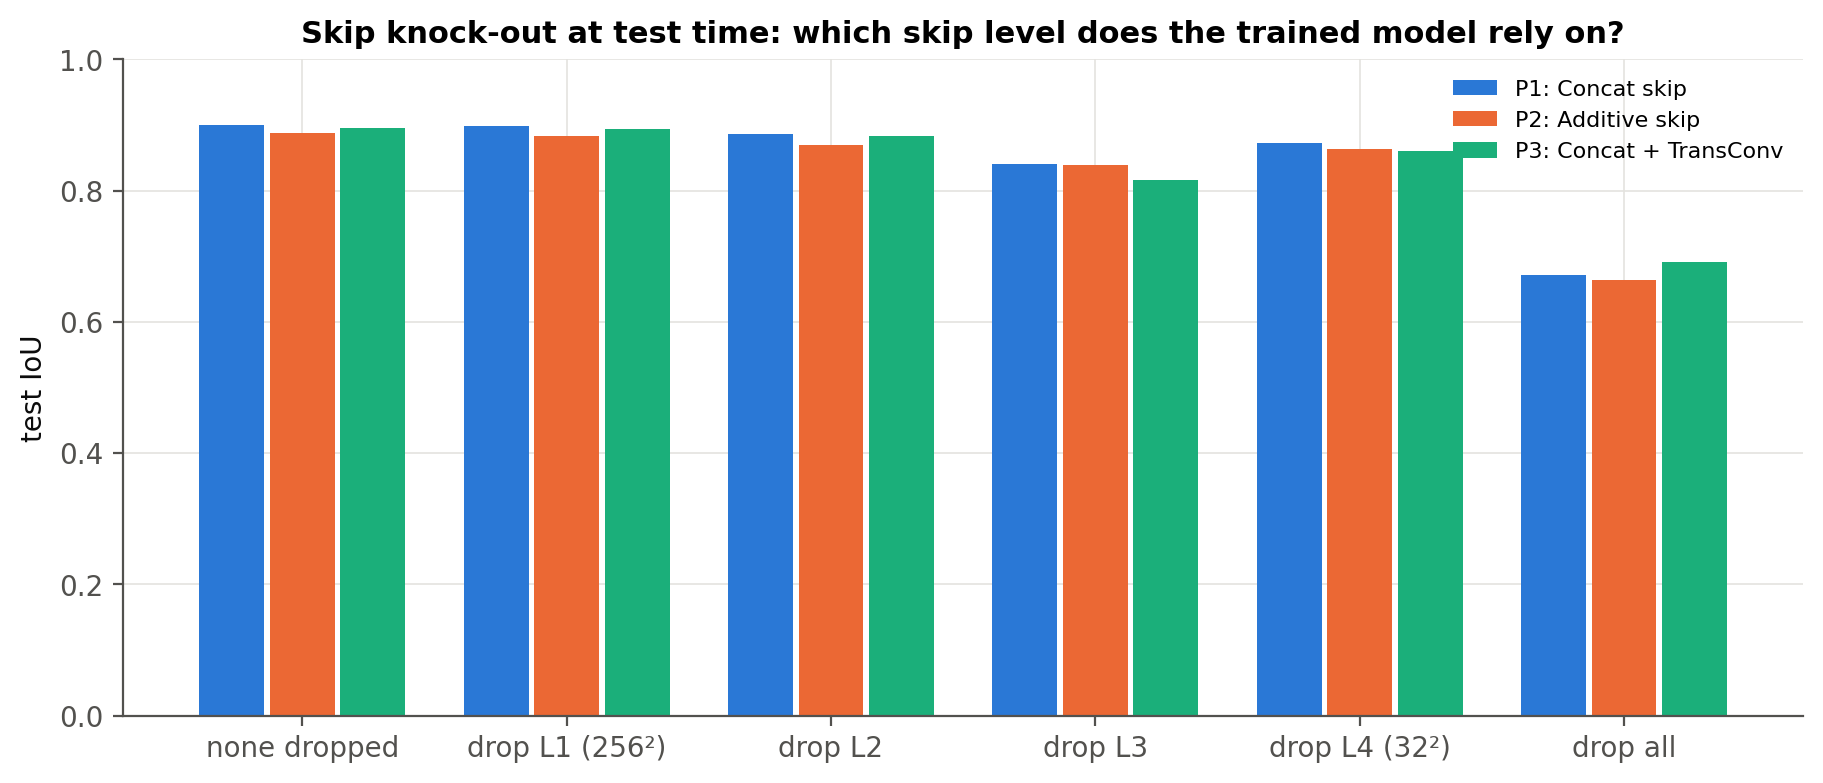 Skip knock-out at test time: which skip level does the trained model rely on?
P1: Concat skip
P2: Additive skip
P3: Concat + TransConv
test IoU
1.0
0.8
0.6
0.4
0.2
0.0
none dropped
drop L1 (256²)
drop L2
drop L3
drop L4 (32²)
drop all